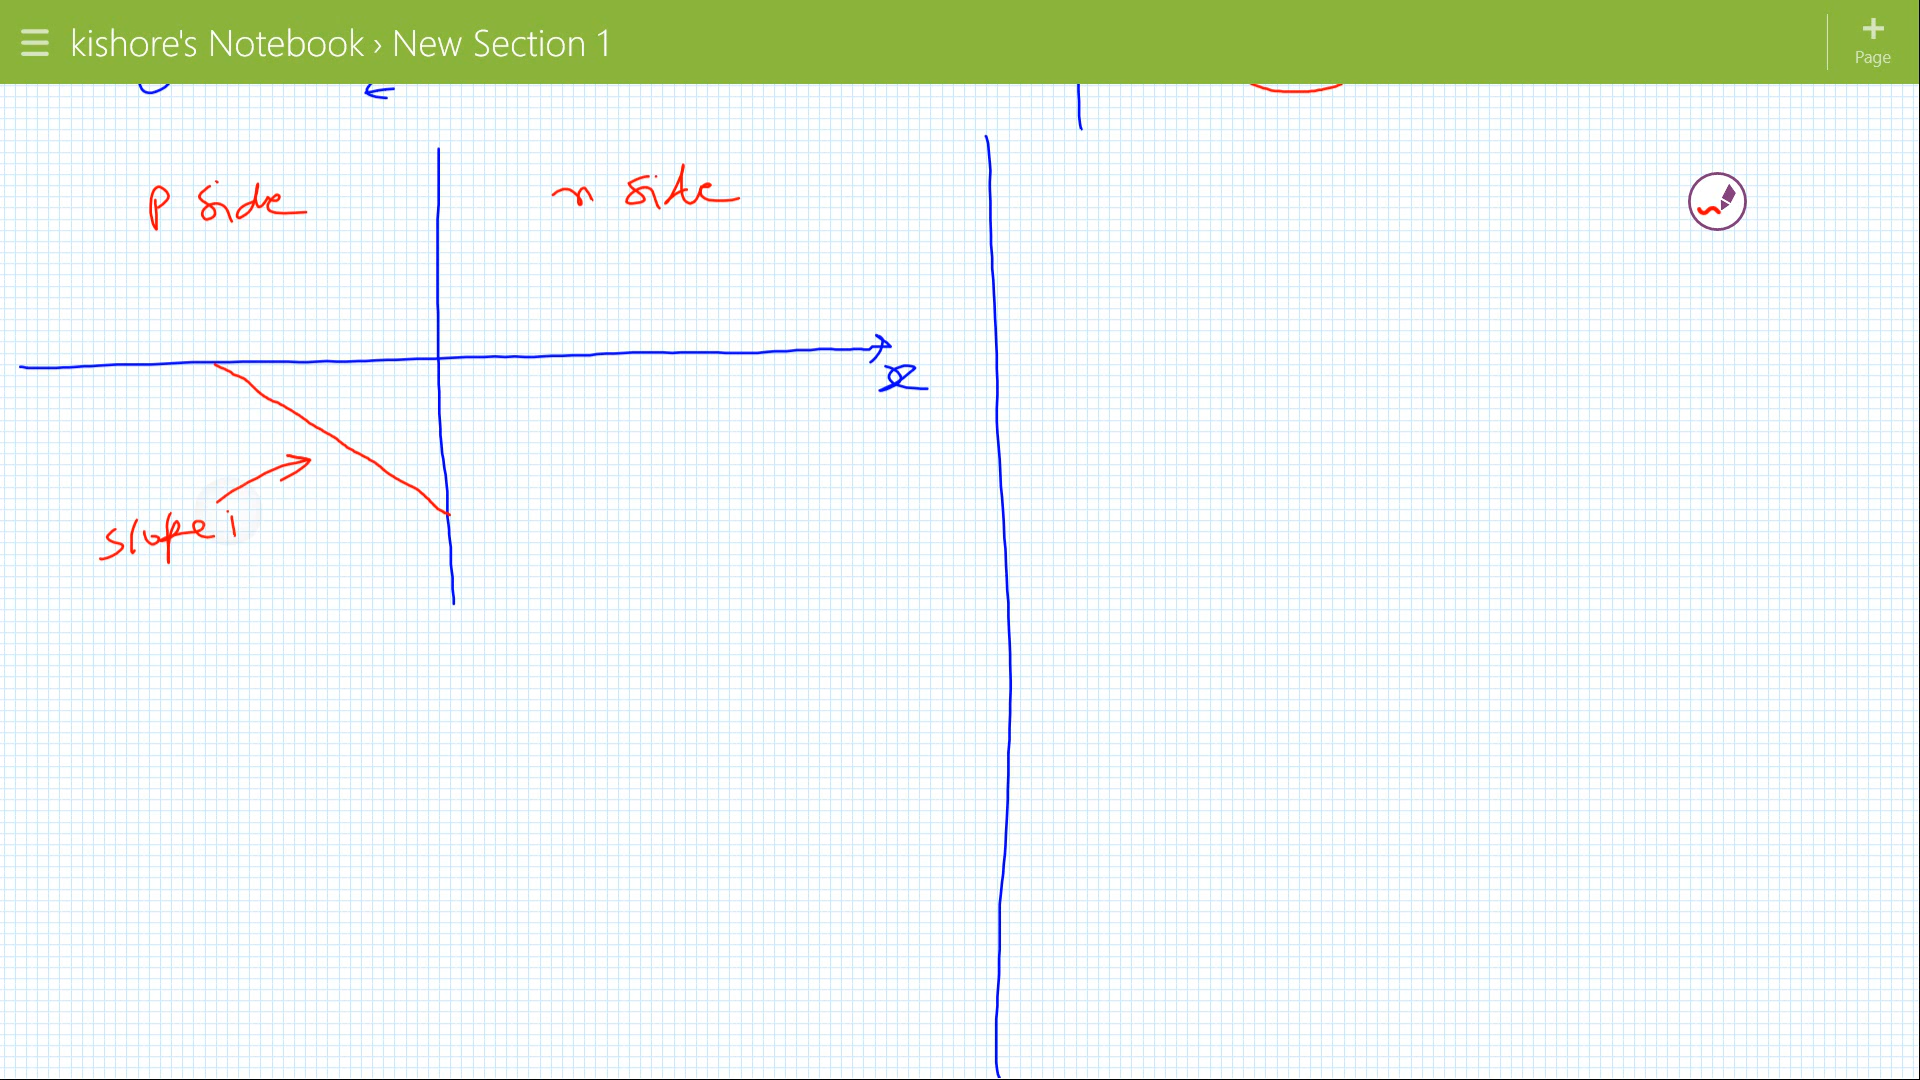 kishore's Notebook › New Section 1
Page
p side
n side
x
slope i